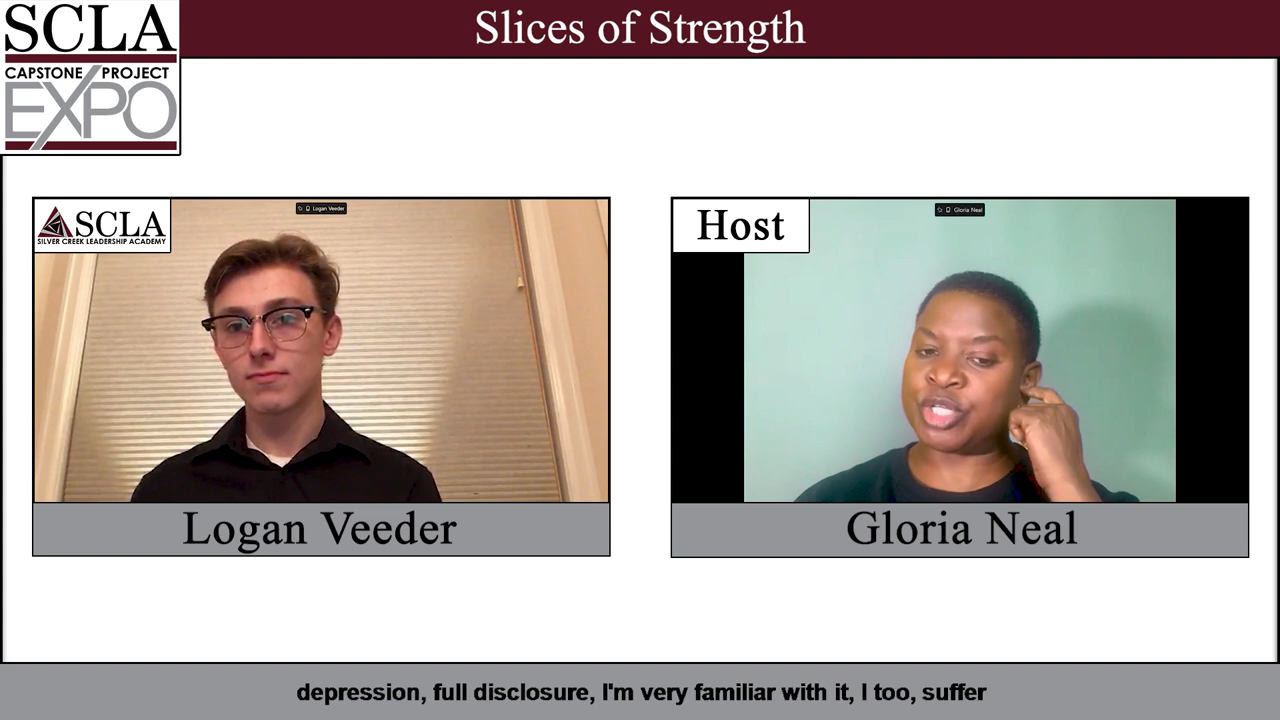 SCLA
CAPSTONE PROJECT
EXPO
Slices of Strength
SCLA
SILVER CREEK LEADERSHIP ACADEMY
Logan Veeder
Host
Gloria Neal
Logan Veeder
Gloria Neal
depression, full disclosure, I'm very familiar with it, I too, suffer